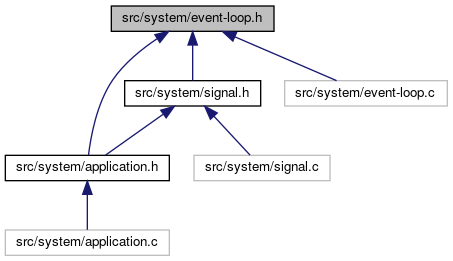 src/system/event-loop.h
src/system/signal.h
src/system/event-loop.c
src/system/application.h
src/system/signal.c
src/system/application.c